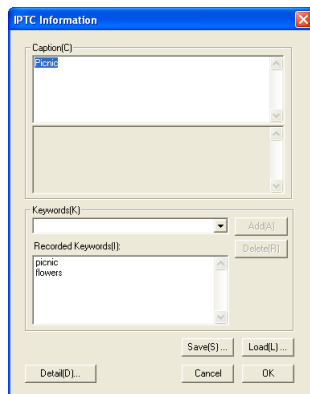 IPTC Information
Caption(C)
Picnic
Keywords(K)
Add(A)
Recorded Keywords(I):
Delete(R)
picnic
flowers
Save(S) ...
Load(L) ...
Detail(D)...
Cancel
OK